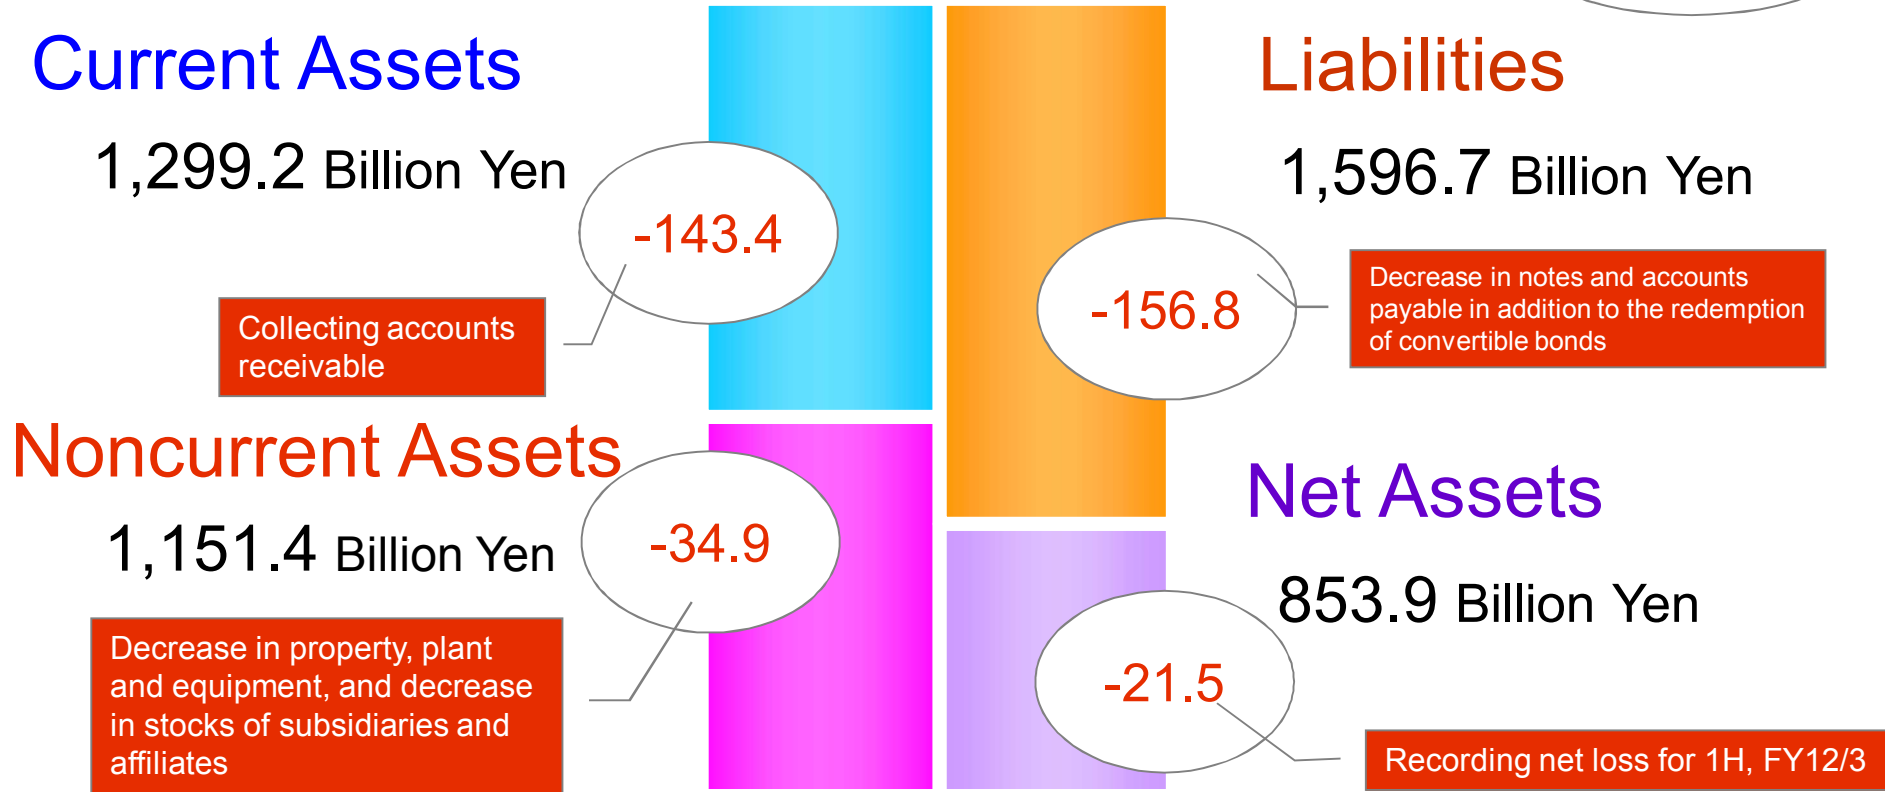 Current Assets
1,299.2 Billion Yen
-143.4
Collecting accounts
receivable
Noncurrent Assets
1,151.4 Billion Yen
-34.9
Decrease in property, plant
and equipment, and decrease
in stocks of subsidiaries and
affiliates
Liabilities
1,596.7 Billion Yen
-156.8
Decrease in notes and accounts
payable in addition to the redemption
of convertible bonds
Net Assets
853.9 Billion Yen
-21.5
Recording net loss for 1H, FY12/3